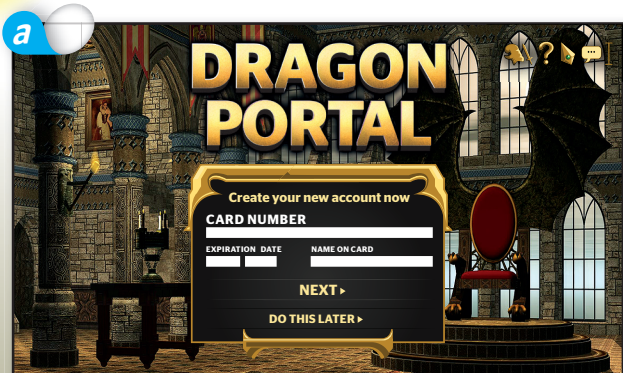 a
DRAGON
PORTAL
?
Create your new account now
CARD NUMBER
EXPIRATION DATE NAME ON CARD
NEXT ▸
DO THIS LATER ▸